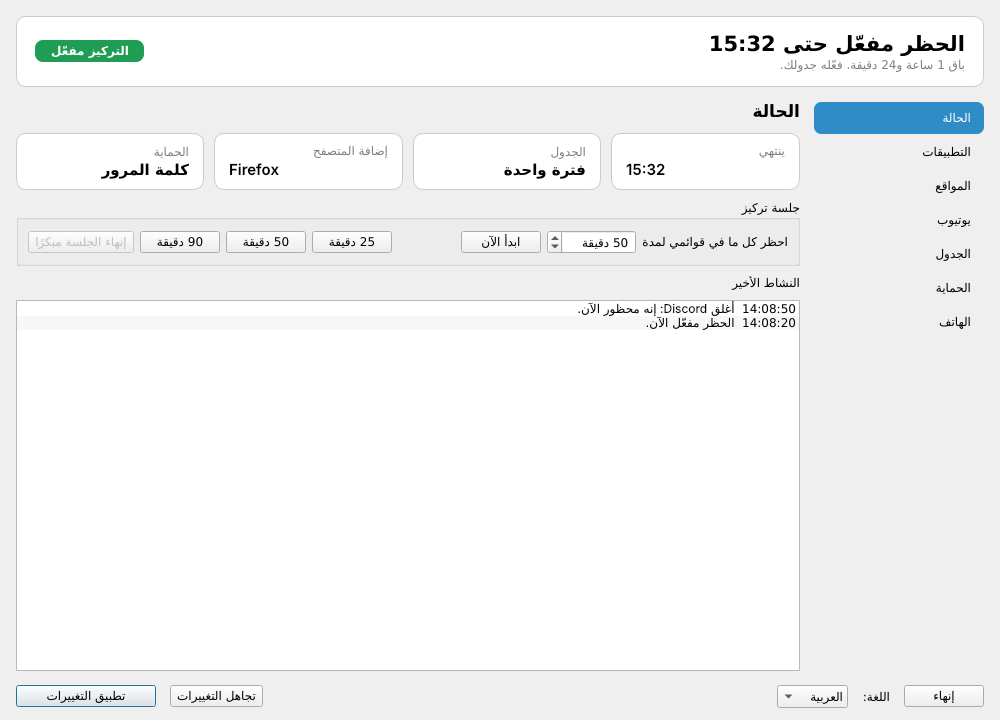 الحظر مفعّل حتى 15:32
باق 1 ساعة و24 دقيقة. فعّله جدولك.
التركيز مفعّل
الحالة
التطبيقات
المواقع
يوتيوب
الجدول
الحماية
الهاتف
الحالة
ينتهي
15:32
الجدول
فترة واحدة
إضافة المتصفح
Firefox
الحماية
كلمة المرور
جلسة تركيز
احظر كل ما في قوائمي لمدة 50 دقيقة ابدأ الآن 25 دقيقة 50 دقيقة 90 دقيقة إنهاء الجلسة مبكرًا
النشاط الأخير
14:08:50 أغلق Discord: إنه محظور الآن.
14:08:20 الحظر مفعّل الآن.
إنهاء اللغة: العربية تجاهل التغييرات تطبيق التغييرات